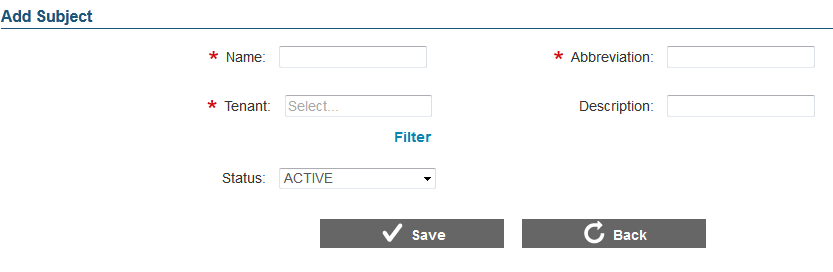 Add Subject
* Name: * Abbreviation:
* Tenant: Select... Description:
Filter
Status: ACTIVE
Save Back